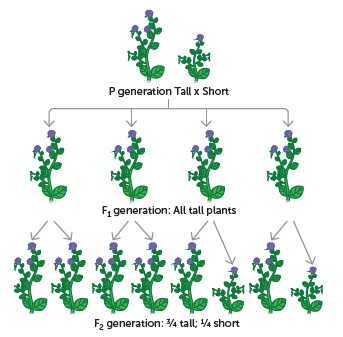 P generation Tall x Short
F₁ generation: All tall plants
F₂ generation: ¾ tall; ¼ short